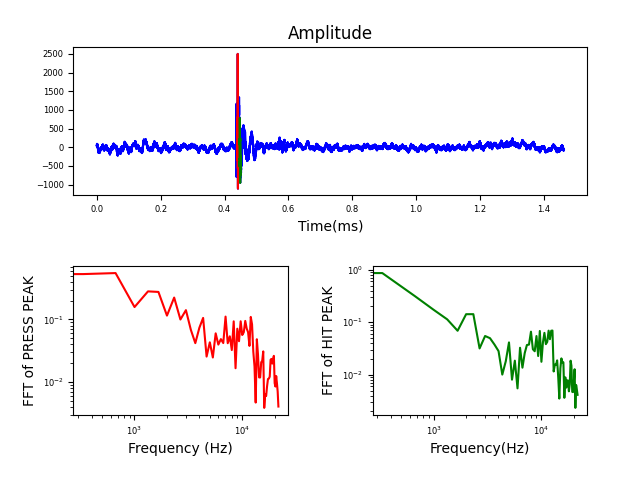 Amplitude
2500
2000
1500
1000
500
0
−500
−1000
0.0 0.2 0.4 0.6 0.8 1.0 1.2 1.4
Time(ms)
FFT of PRESS PEAK
10⁻¹
10⁻²
10³ 10⁴
Frequency (Hz)
FFT of HIT PEAK
10⁰
10⁻¹
10⁻²
10³ 10⁴
Frequency(Hz)